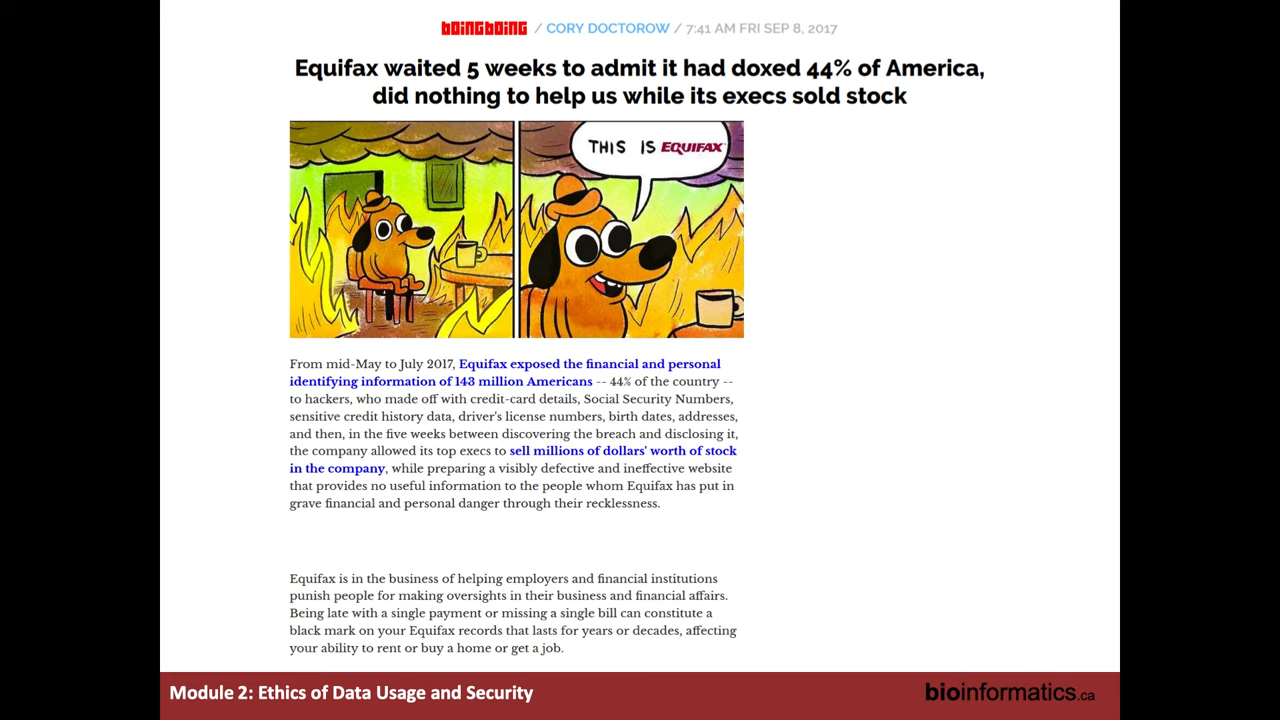 boingboing / CORY DOCTOROW / 7:41 AM FRI SEP 8, 2017
Equifax waited 5 weeks to admit it had doxed 44% of America,
did nothing to help us while its execs sold stock
THIS IS EQUIFAX
From mid-May to July 2017, Equifax exposed the financial and personal
identifying information of 143 million Americans -- 44% of the country --
to hackers, who made off with credit-card details, Social Security Numbers,
sensitive credit history data, driver's license numbers, birth dates, addresses,
and then, in the five weeks between discovering the breach and disclosing it,
the company allowed its top execs to sell millions of dollars' worth of stock
in the company, while preparing a visibly defective and ineffective website
that provides no useful information to the people whom Equifax has put in
grave financial and personal danger through their recklessness.
Equifax is in the business of helping employers and financial institutions
punish people for making oversights in their business and financial affairs.
Being late with a single payment or missing a single bill can constitute a
black mark on your Equifax records that lasts for years or decades, affecting
your ability to rent or buy a home or get a job.
Module 2: Ethics of Data Usage and Security
bioinformatics.ca